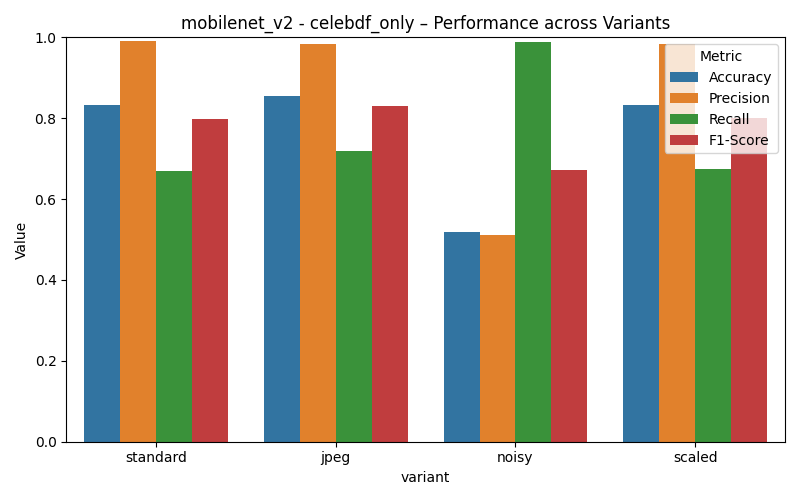 mobilenet_v2 - celebdf_only – Performance across Variants
Metric
Accuracy
Precision
Recall
F1-Score
Value
1.0
0.8
0.6
0.4
0.2
0.0
standard jpeg noisy scaled
variant